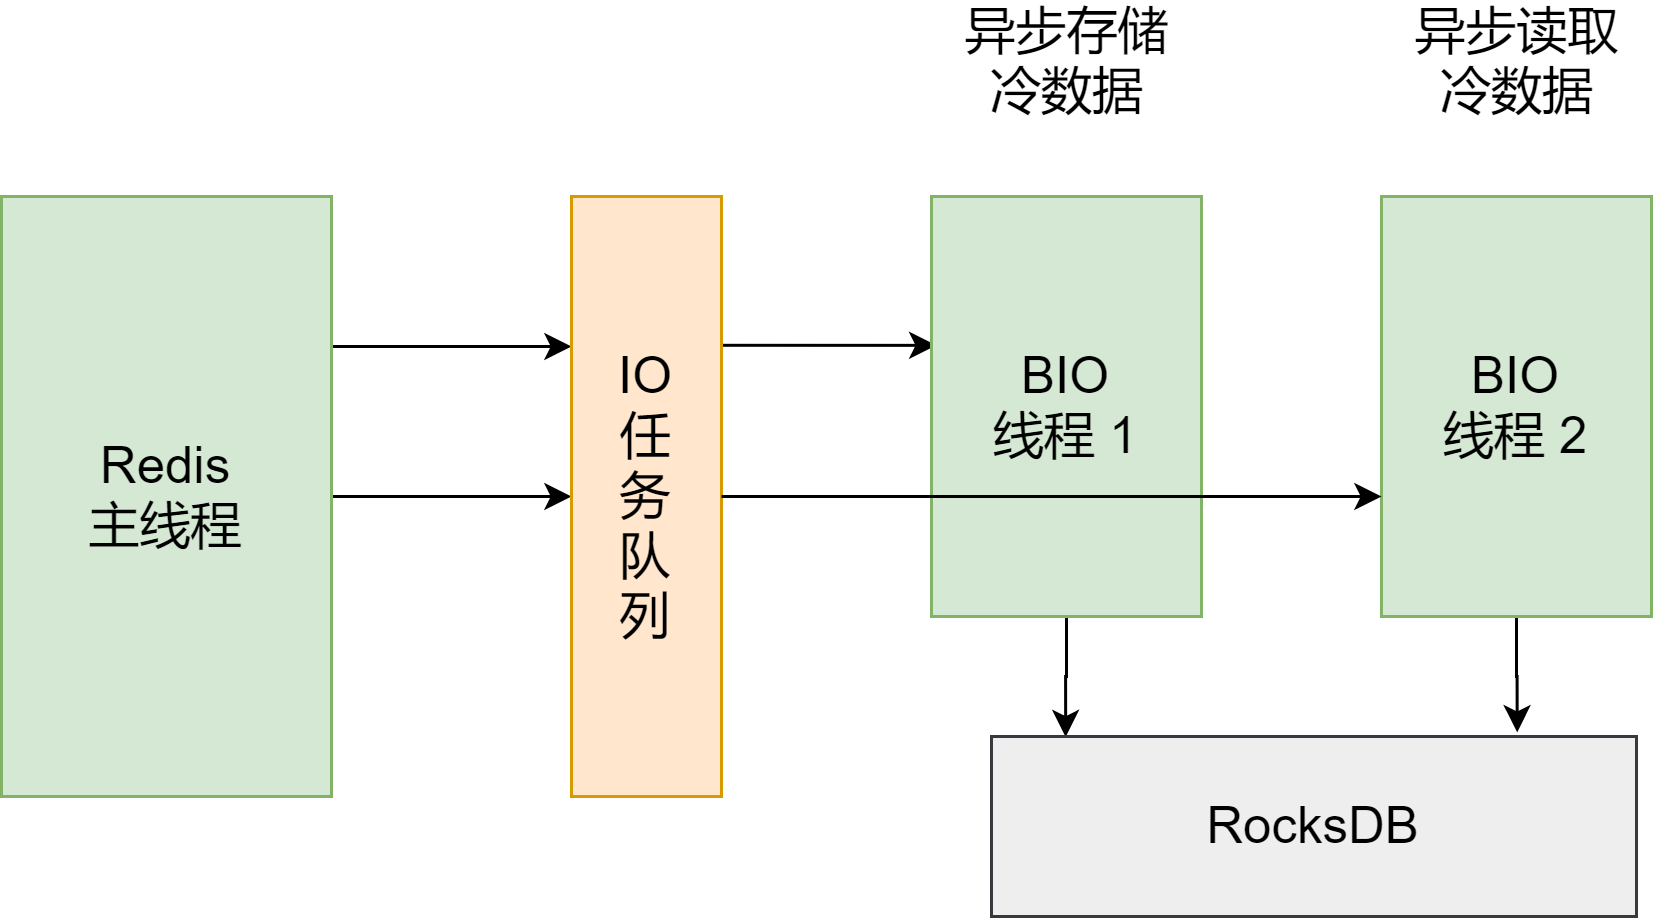 异步存储
冷数据
异步读取
冷数据
Redis
主线程
IO
任
务
队
列
BIO
线程 1
BIO
线程 2
RocksDB